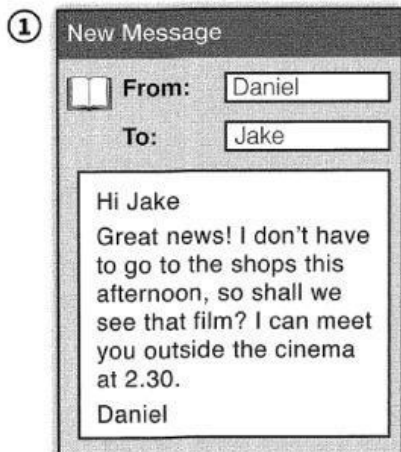 ①
New Message
From: Daniel
To: Jake
Hi Jake
Great news! I don't have
to go to the shops this
afternoon, so shall we
see that film? I can meet
you outside the cinema
at 2.30.
Daniel